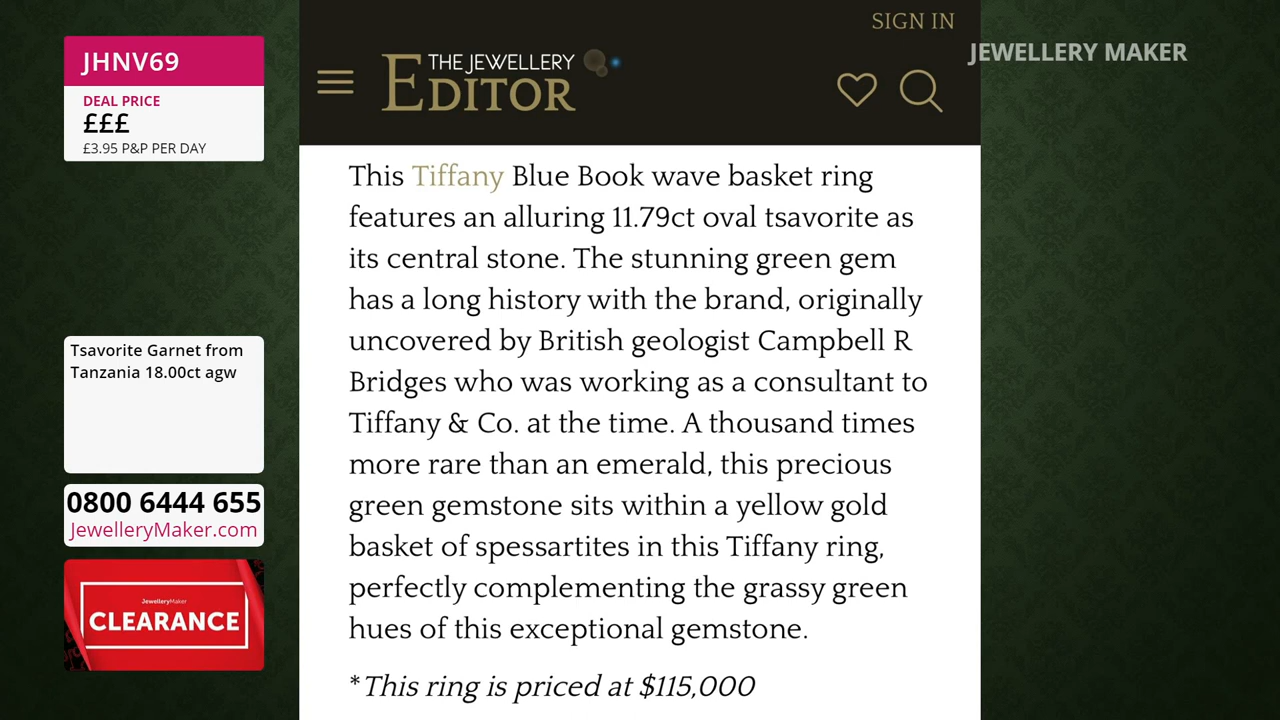 JHNV69
DEAL PRICE
£££
£3.95 P&P PER DAY
Tsavorite Garnet from
Tanzania 18.00ct agw
0800 6444 655
JewelleryMaker.com
JewelleryMaker
CLEARANCE
SIGN IN
THE JEWELLERY
EDITOR
JEWELLERY MAKER
This Tiffany Blue Book wave basket ring
features an alluring 11.79ct oval tsavorite as
its central stone. The stunning green gem
has a long history with the brand, originally
uncovered by British geologist Campbell R
Bridges who was working as a consultant to
Tiffany & Co. at the time. A thousand times
more rare than an emerald, this precious
green gemstone sits within a yellow gold
basket of spessartites in this Tiffany ring,
perfectly complementing the grassy green
hues of this exceptional gemstone.
*This ring is priced at $115,000